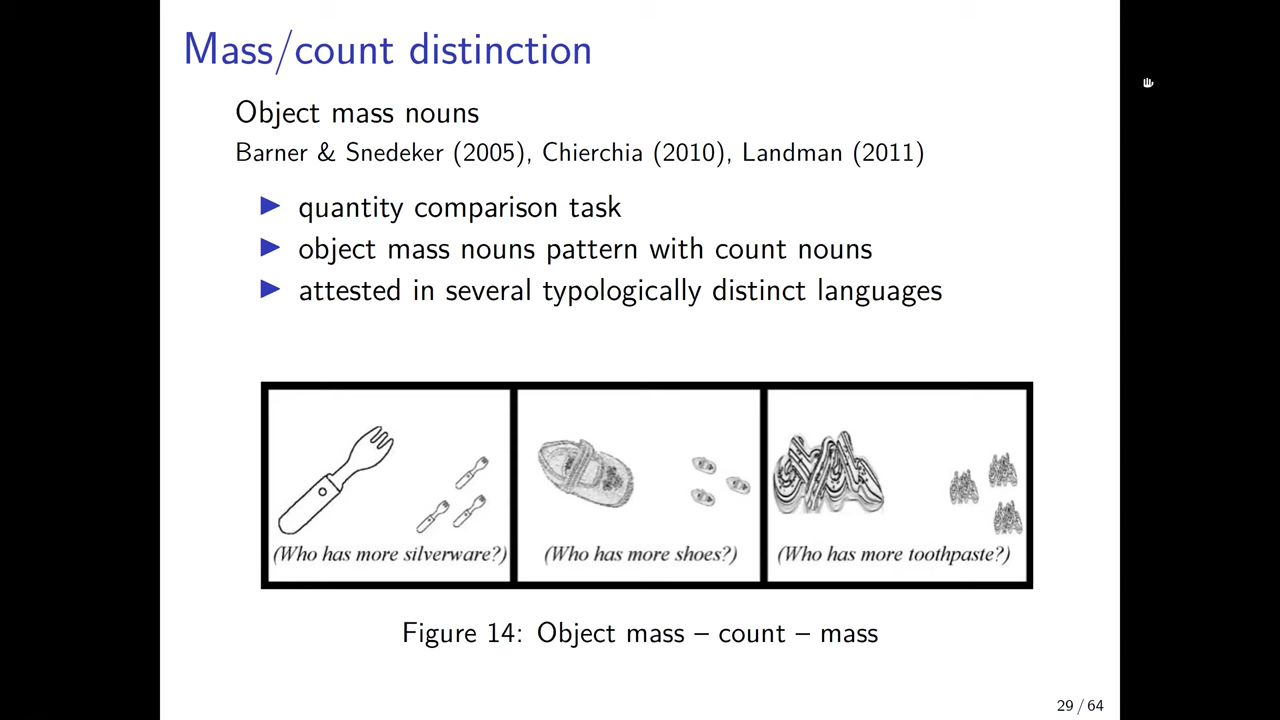 Mass/count distinction
Object mass nouns
Barner & Snedeker (2005), Chierchia (2010), Landman (2011)
▶ quantity comparison task
▶ object mass nouns pattern with count nouns
▶ attested in several typologically distinct languages
(Who has more silverware?)
(Who has more shoes?)
(Who has more toothpaste?)
Figure 14: Object mass – count – mass
29 / 64